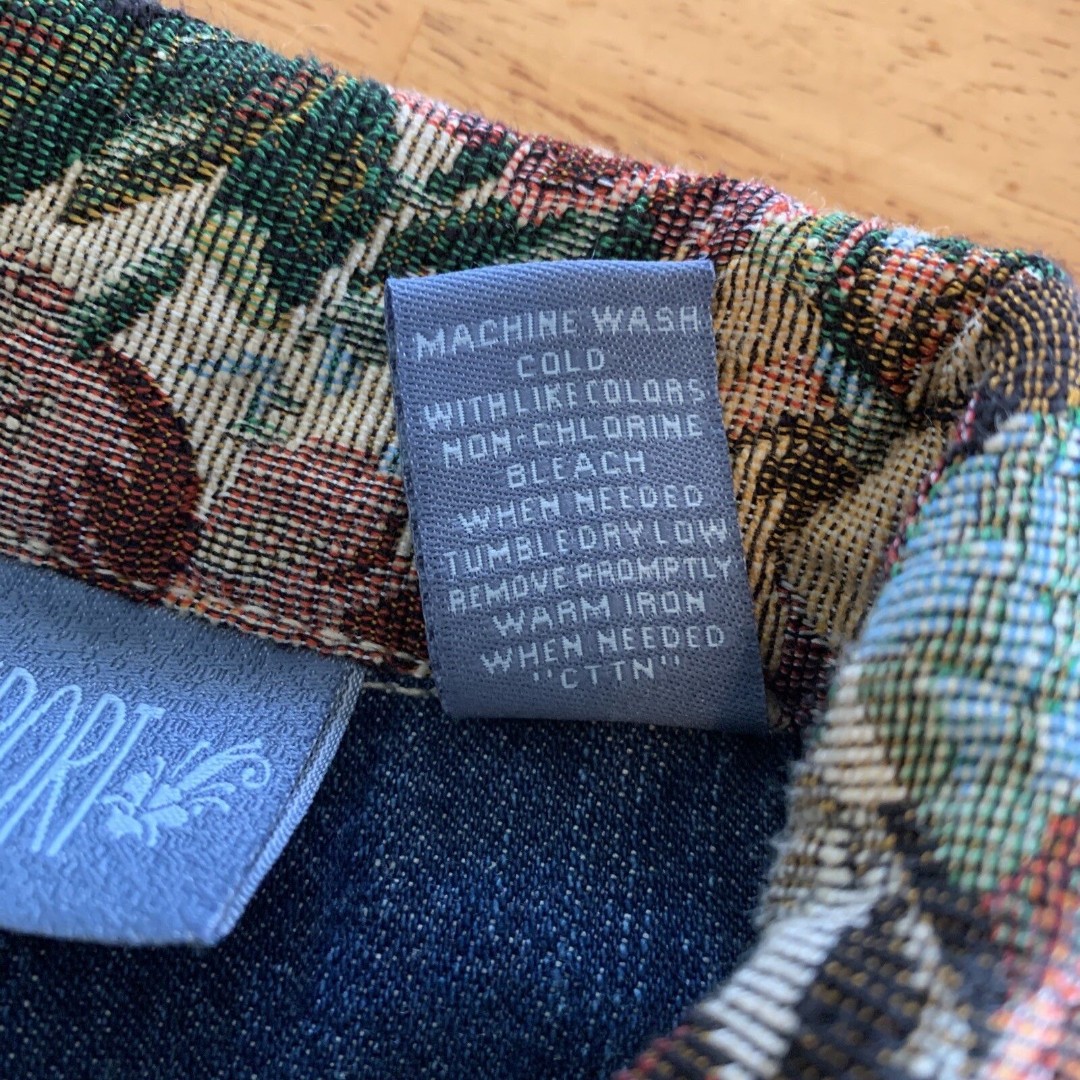 MACHINE WASH
COLD
WITH LIKE COLORS
NON-CHLORINE
BLEACH
WHEN NEEDED
TUMBLE DRY LOW
REMOVE PROMPTLY
WARM IRON
WHEN NEEDED
"CTTN"